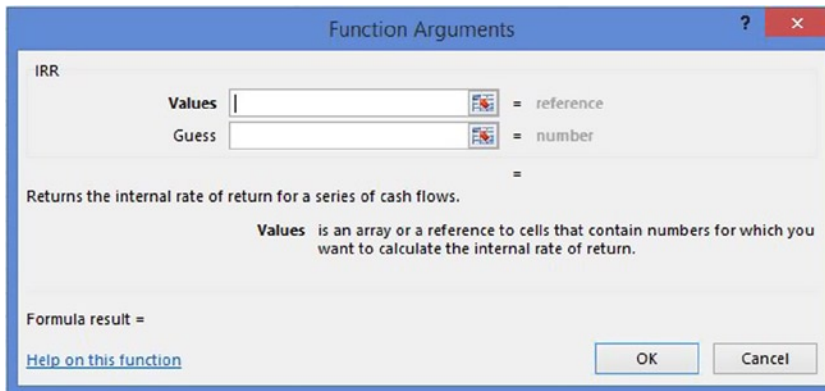 Function Arguments ? ×
IRR
Values = reference
Guess = number
=
Returns the internal rate of return for a series of cash flows.
Values is an array or a reference to cells that contain numbers for which you
want to calculate the internal rate of return.
Formula result =
Help on this function OK Cancel